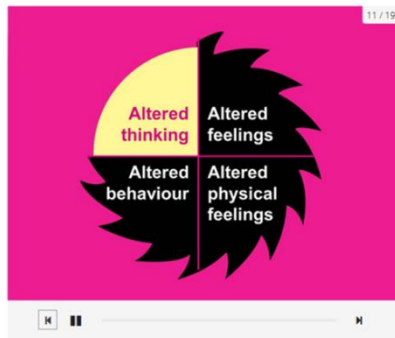 11 / 19
Altered
thinking
Altered
feelings
Altered
behaviour
Altered
physical
feelings